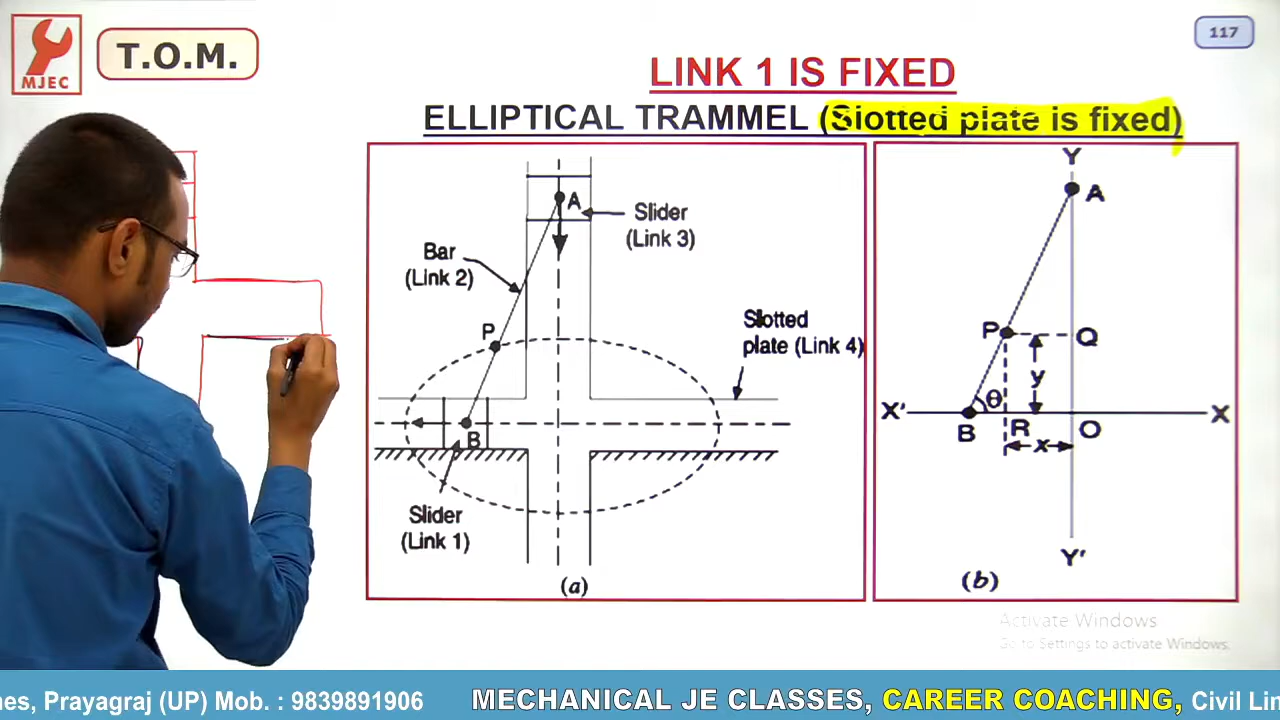 MJEC
T.O.M.
117
LINK 1 IS FIXED
ELLIPTICAL TRAMMEL (Slotted plate is fixed)
A
Slider
(Link 3)
Bar
(Link 2)
P
Slotted
plate (Link 4)
B
Slider
(Link 1)
(a)
Y
A
P
Q
y
θ
X'
X
B
R
O
x
Y'
(b)
Activate Windows
Go to Settings to activate Windows.
nes, Prayagraj (UP) Mob. : 9839891906 MECHANICAL JE CLASSES, CAREER COACHING, Civil Lin